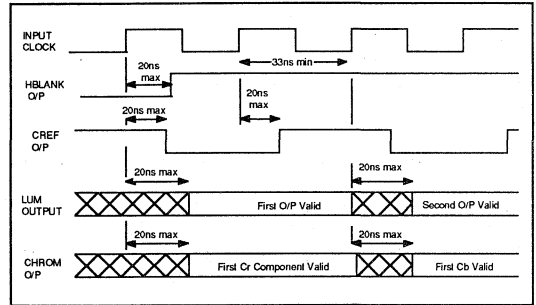 INPUT
CLOCK
20ns
max
33ns min
HBLANK
O/P
20ns max
20ns
max
CREF
O/P
20ns max
20ns max
LUM
OUTPUT
First O/P Valid
Second O/P Valid
20ns max
20ns max
CHROM
O/P
First Cr Component Valid
First Cb Valid